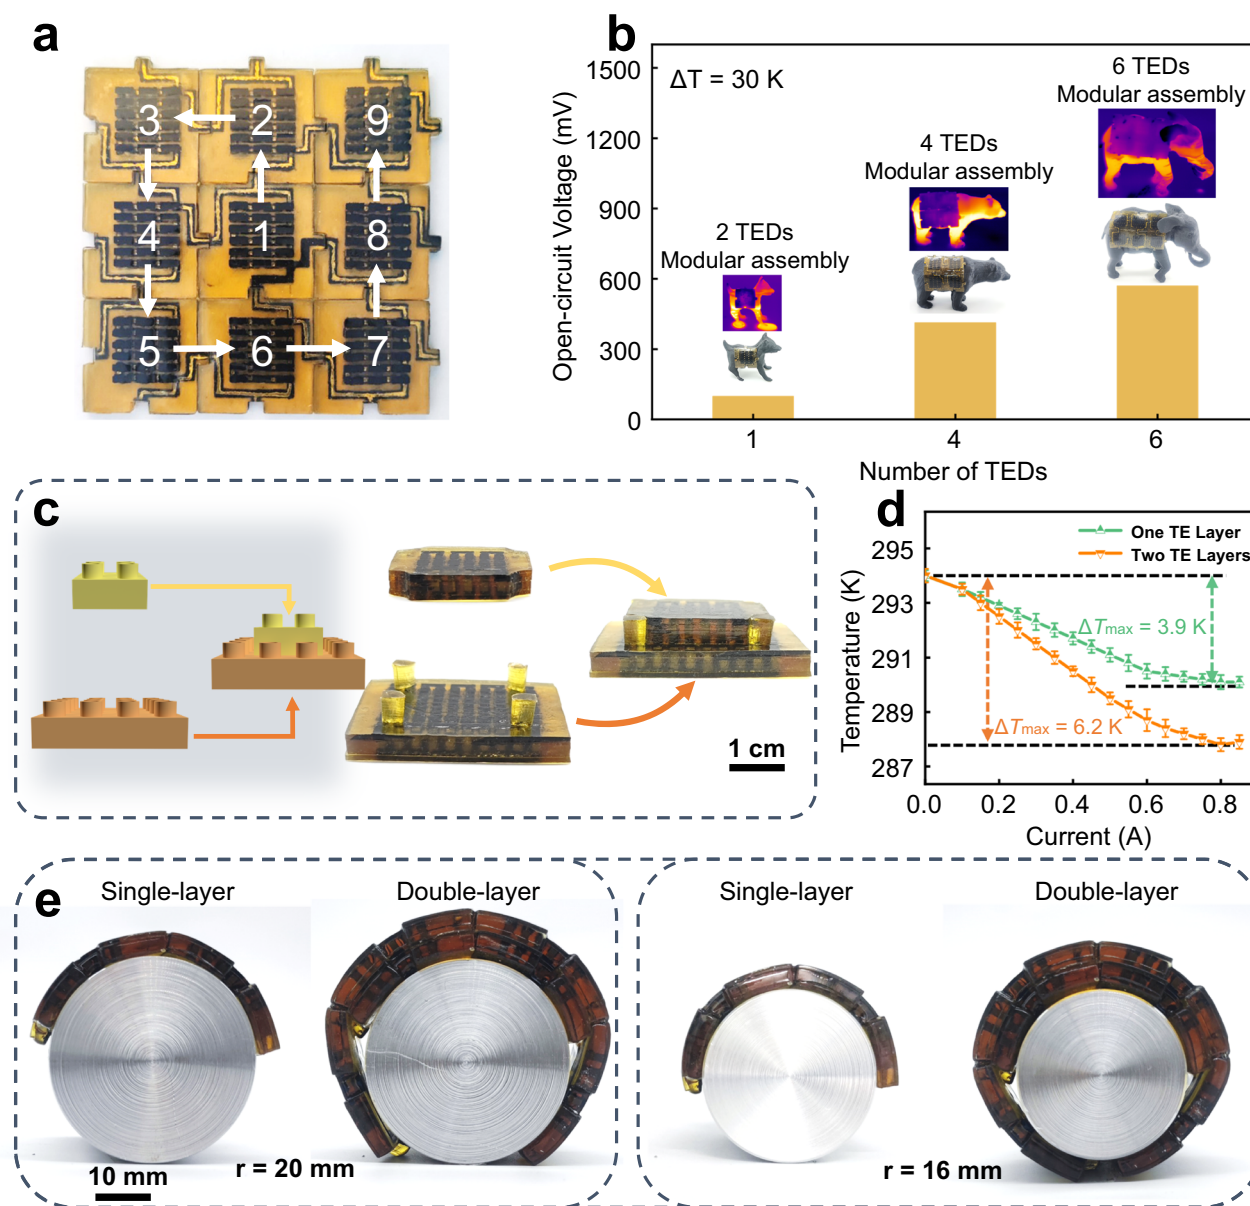 a
3 2 9
4 1 8
5 6 7
b
ΔT = 30 K
Open-circuit Voltage (mV)
1500
1200
900
600
300
0
2 TEDs
Modular assembly
4 TEDs
Modular assembly
6 TEDs
Modular assembly
1 4 6
Number of TEDs
c
1 cm
d
One TE Layer
Two TE Layers
Temperature (K)
295
293
291
289
287
ΔTmax = 3.9 K
ΔTmax = 6.2 K
0.0 0.2 0.4 0.6 0.8
Current (A)
e
Single-layer
Double-layer
r = 20 mm
10 mm
Single-layer
Double-layer
r = 16 mm